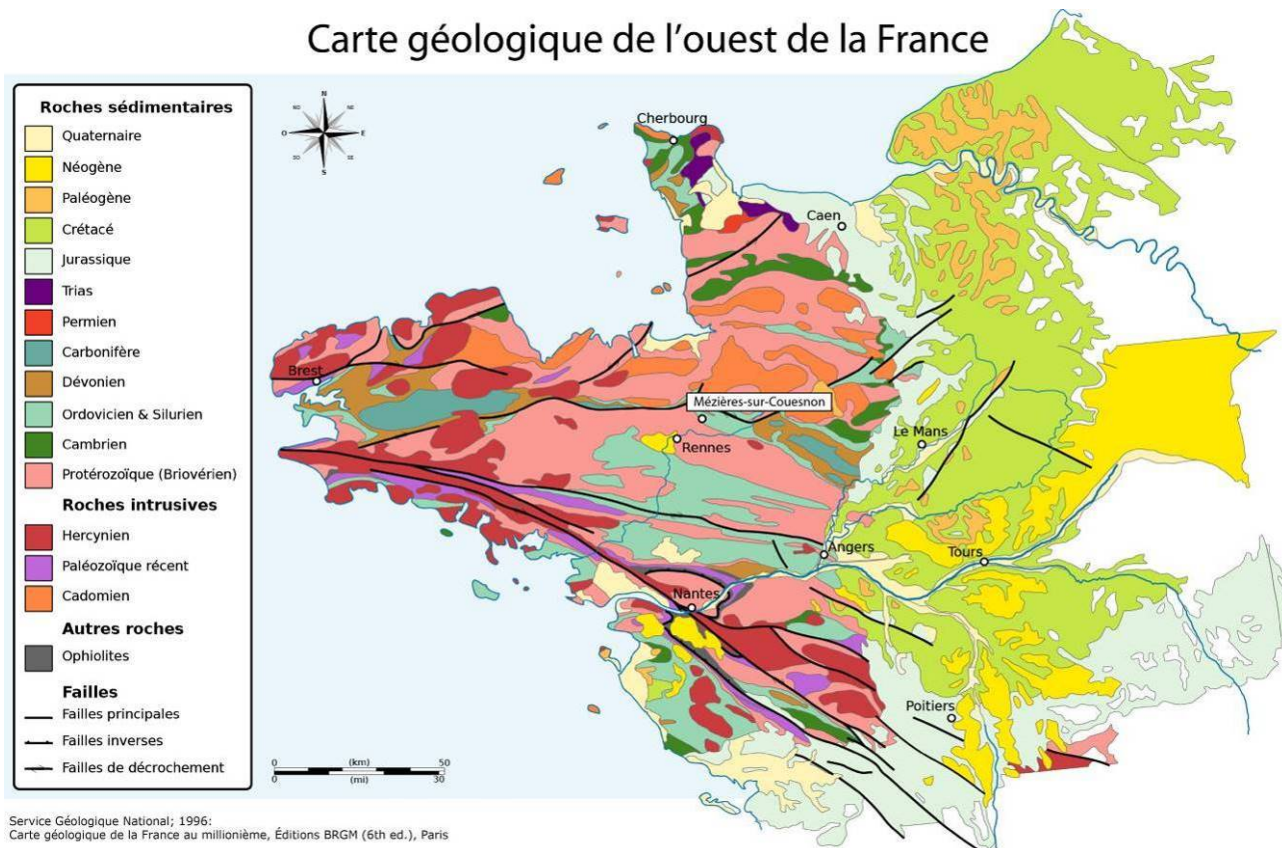 Carte géologique de l'ouest de la France
Roches sédimentaires
Quaternaire
Néogène
Paléogène
Crétacé
Jurassique
Trias
Permien
Carbonifère
Dévonien
Ordovicien & Silurien
Cambrien
Protérozoïque (Briovérien)
Roches intrusives
Hercynien
Paléozoïque récent
Cadomien
Autres roches
Ophiolites
Failles
Failles principales
Failles inverses
Failles de décrochement
N
O
E
S
Cherbourg
Caen
Brest
Mézières-sur-Couesnon
Rennes
Le Mans
Angers
Tours
Nantes
Poitiers
0 (km) 50
0 (mi) 30
Service Géologique National; 1996:
Carte géologique de la France au millionième, Éditions BRGM (6th ed.), Paris